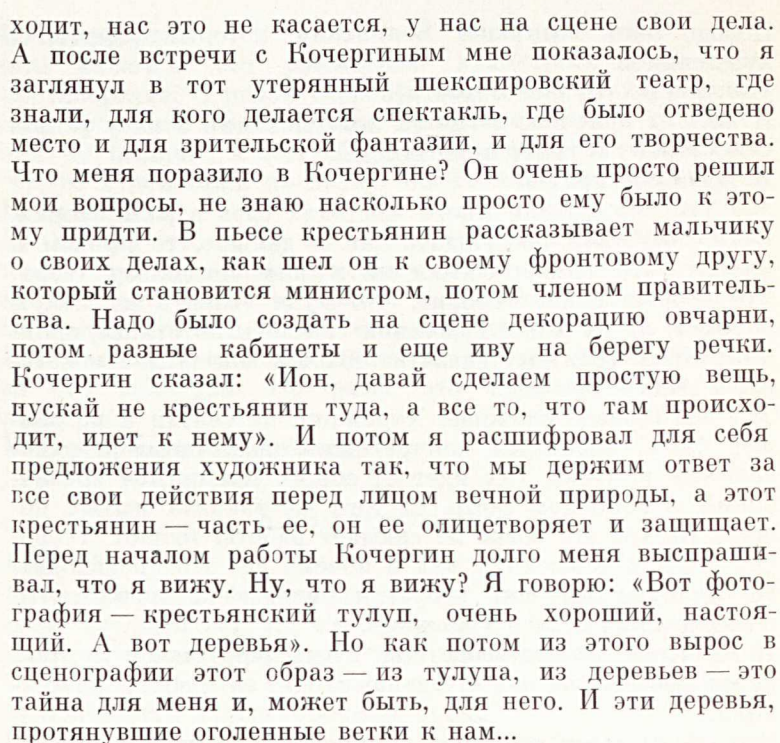 ходит, нас это не касается, у нас на сцене свои дела.
А после встречи с Кочергиным мне показалось, что я
заглянул в тот утерянный шекспировский театр, где
знали, для кого делается спектакль, где было отведено
место и для зрительской фантазии, и для его творчества.
Что меня поразило в Кочергине? Он очень просто решил
мои вопросы, не знаю насколько просто ему было к это-
му придти. В пьесе крестьянин рассказывает мальчику
о своих делах, как шел он к своему фронтовому другу,
который становится министром, потом членом правитель-
ства. Надо было создать на сцене декорацию овчарни,
потом разные кабинеты и еще иву на берегу речки.
Кочергин сказал: «Ион, давай сделаем простую вещь,
пускай не крестьянин туда, а все то, что там происхо-
дит, идет к нему». И потом я расшифровал для себя
предложения художника так, что мы держим ответ за
все свои действия перед лицом вечной природы, а этот
крестьянин — часть ее, он ее олицетворяет и защищает.
Перед началом работы Кочергин долго меня выспраши-
вал, что я вижу. Ну, что я вижу? Я говорю: «Вот фото-
графия — крестьянский тулуп, очень хороший, настоя-
щий. А вот деревья». Но как потом из этого вырос в
сценографии этот образ — из тулупа, из деревьев — это
тайна для меня и, может быть, для него. И эти деревья,
протянувшие оголенные ветки к нам...